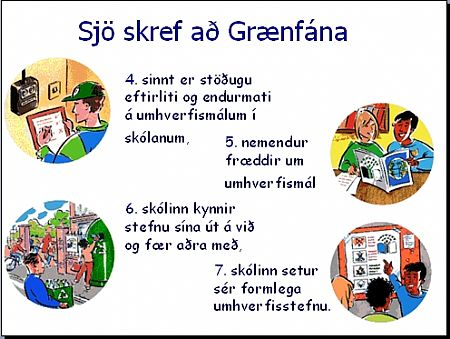 Sjö skref að Grænfána
4. sinnt er stöðugu
eftirliti og endurmati
á umhverfismálum í
skólanum,
5. nemendur
fræddir um
umhverfismál
6. skólinn kynnir
stefnu sína út á við
og fær aðra með,
7. skólinn setur
sér formlega
umhverfisstefnu.